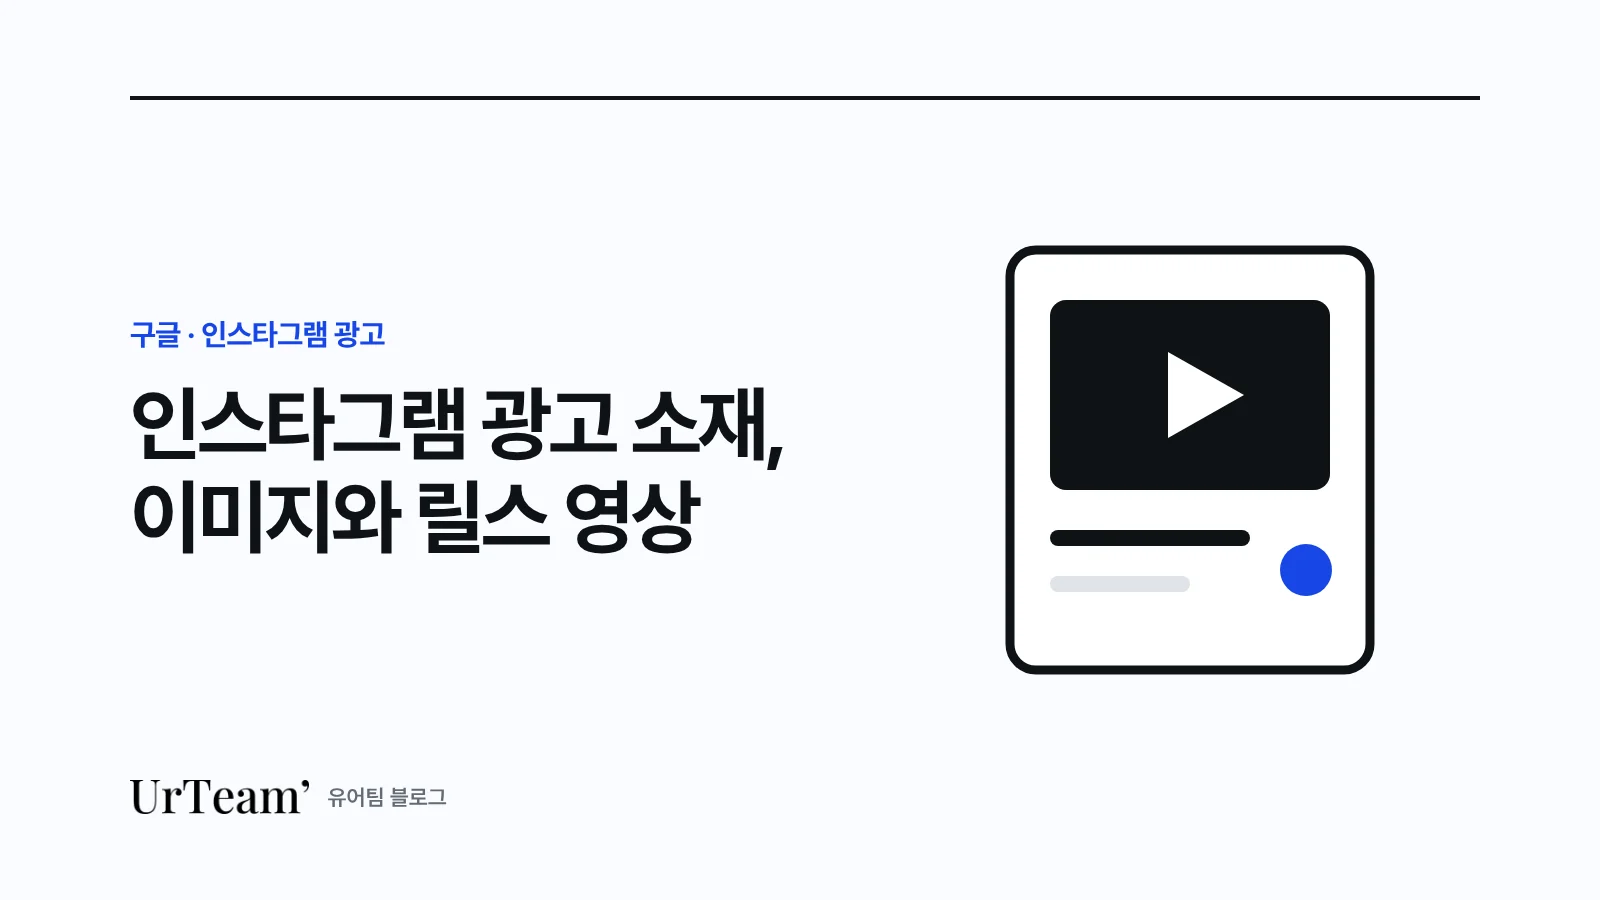 구글 · 인스타그램 광고
인스타그램 광고 소재,
이미지와 릴스 영상
UrTeam’ 유어팀 블로그